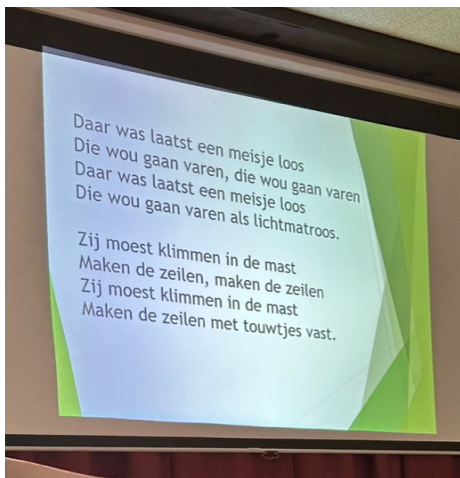 Daar was laatst een meisje loos
Die wou gaan varen, die wou gaan varen
Daar was laatst een meisje loos
Die wou gaan varen als lichtmatroos.
Zij moest klimmen in de mast
Maken de zeilen, maken de zeilen
Zij moest klimmen in de mast
Maken de zeilen met touwtjes vast.